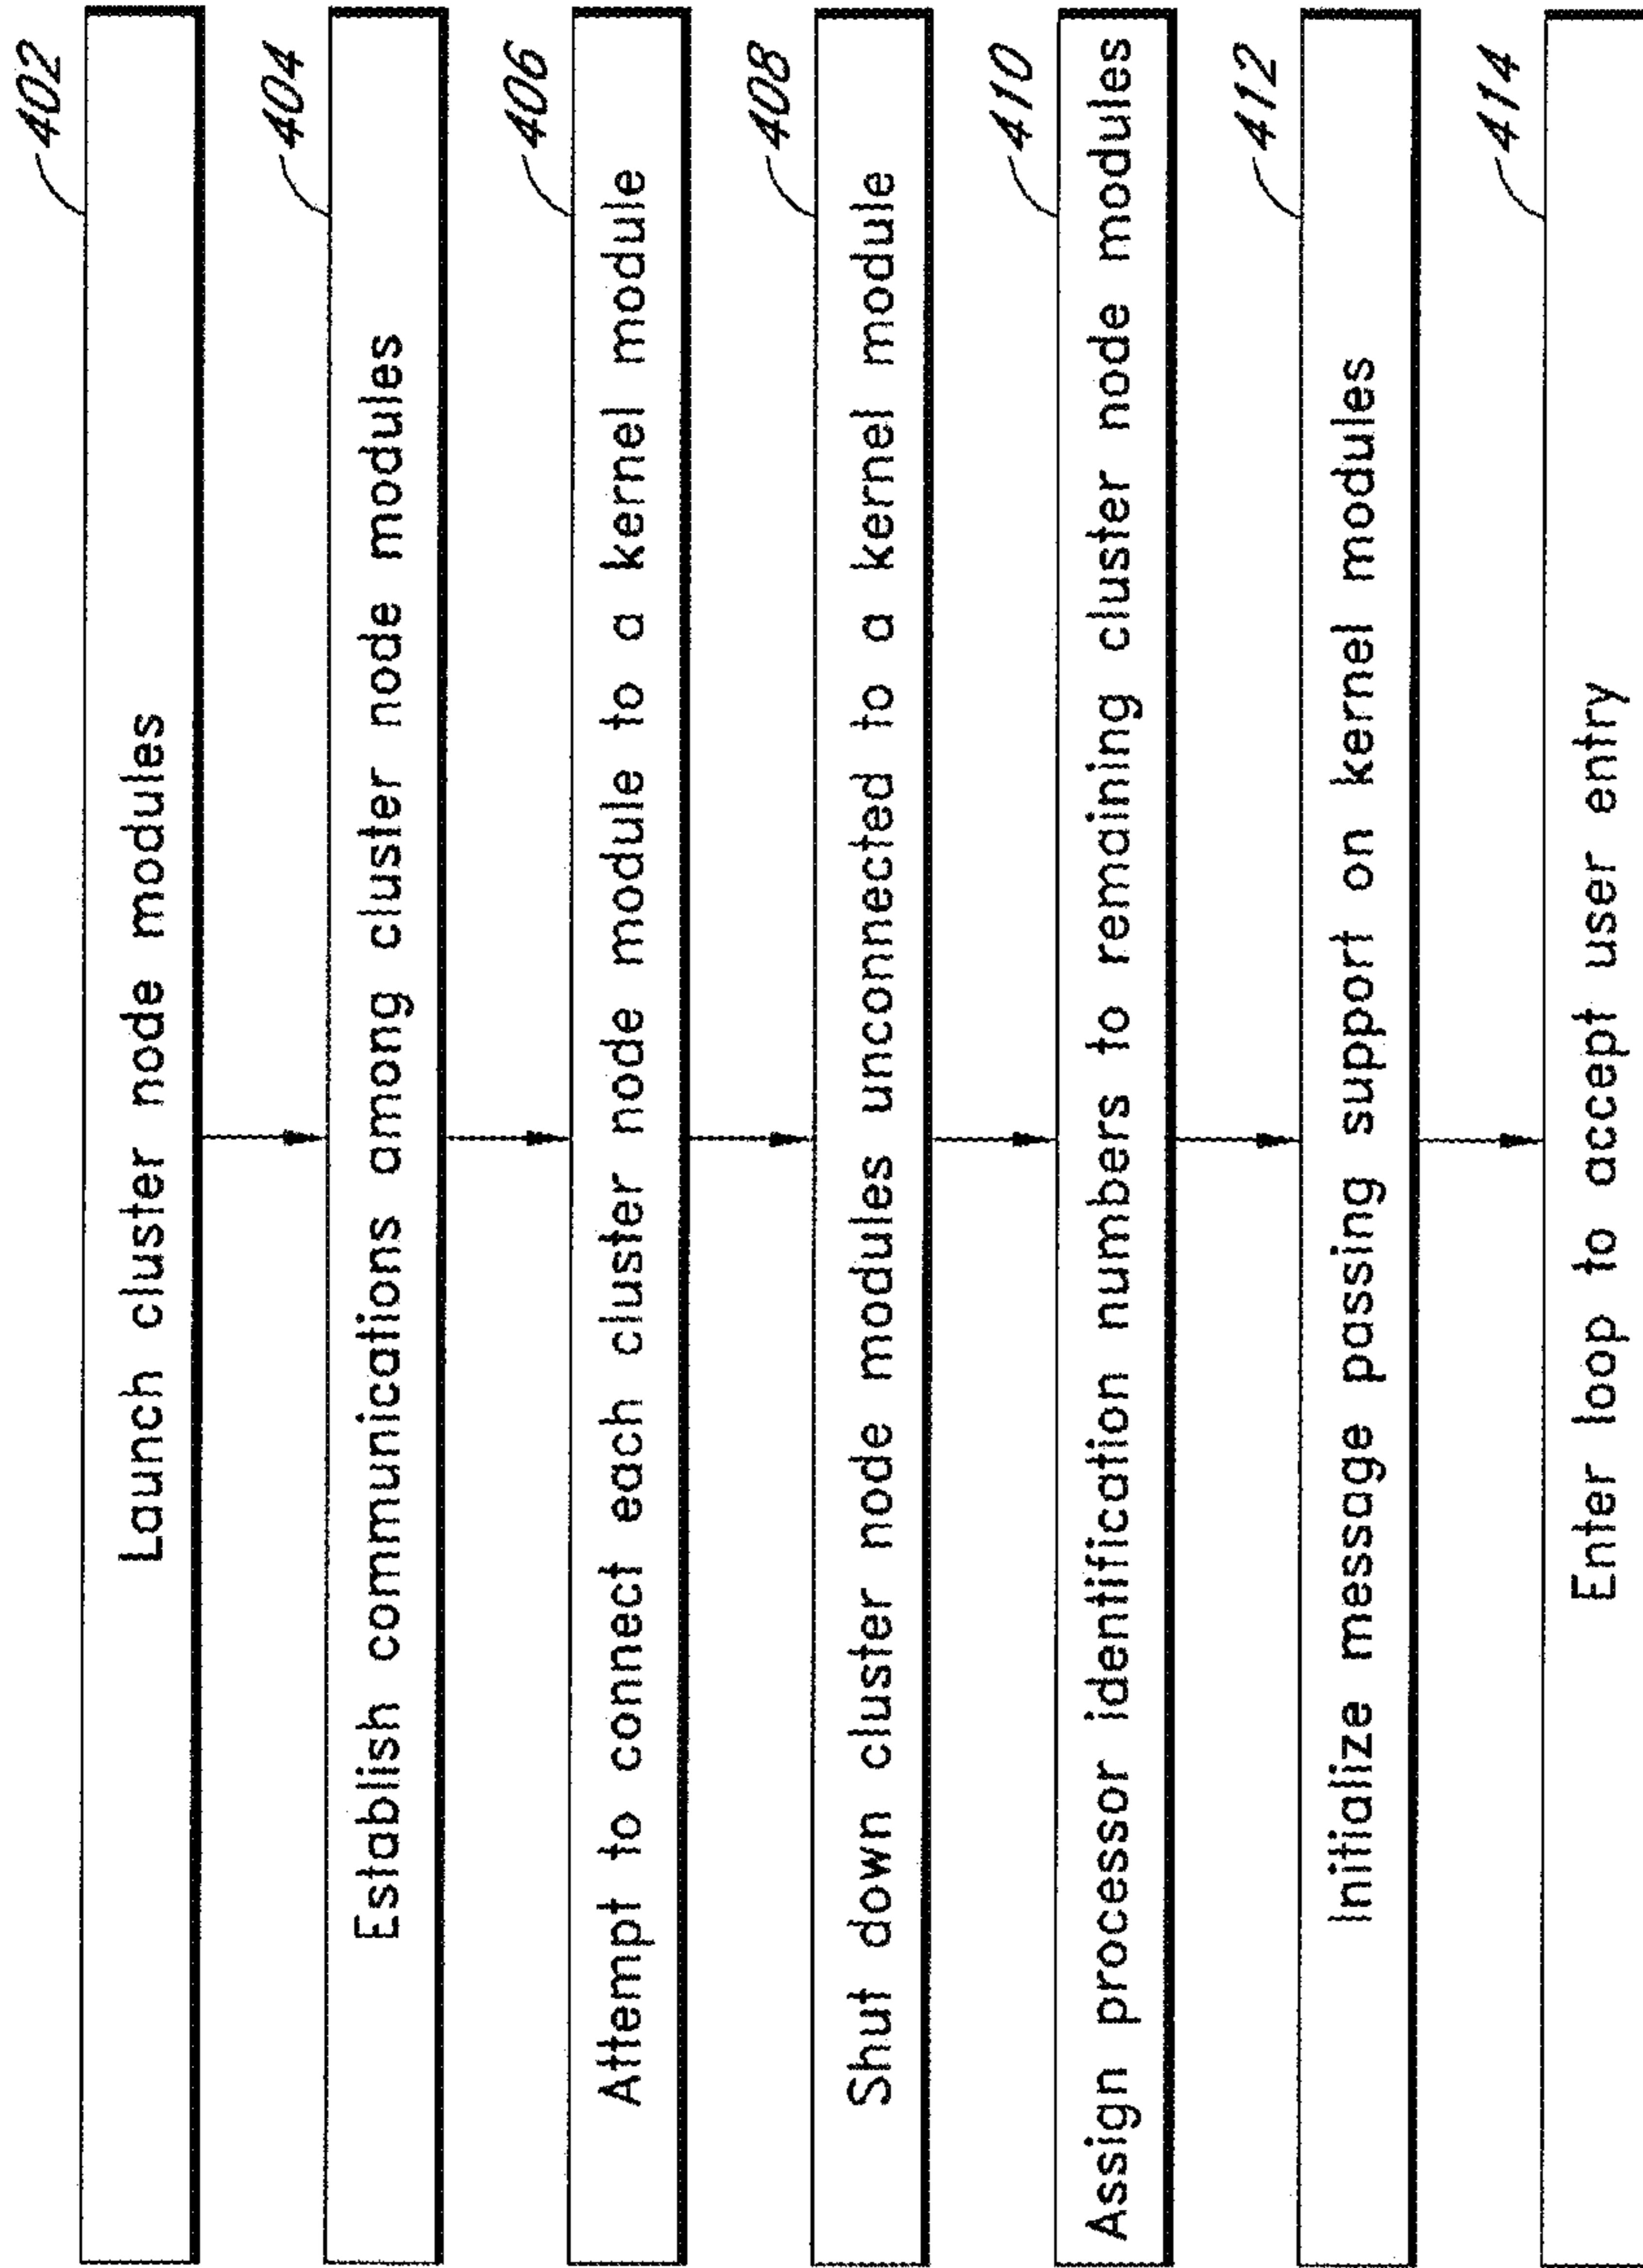 402
Launch cluster node modules
404
Establish communications among cluster node modules
406
Attempt to connect each cluster node module to a kernel module
408
Shut down cluster node modules unconnected to a kernel module
410
Assign processor identification numbers to remaining cluster node modules
412
Initialize message passing support on kernel modules
414
Enter loop to accept user entry